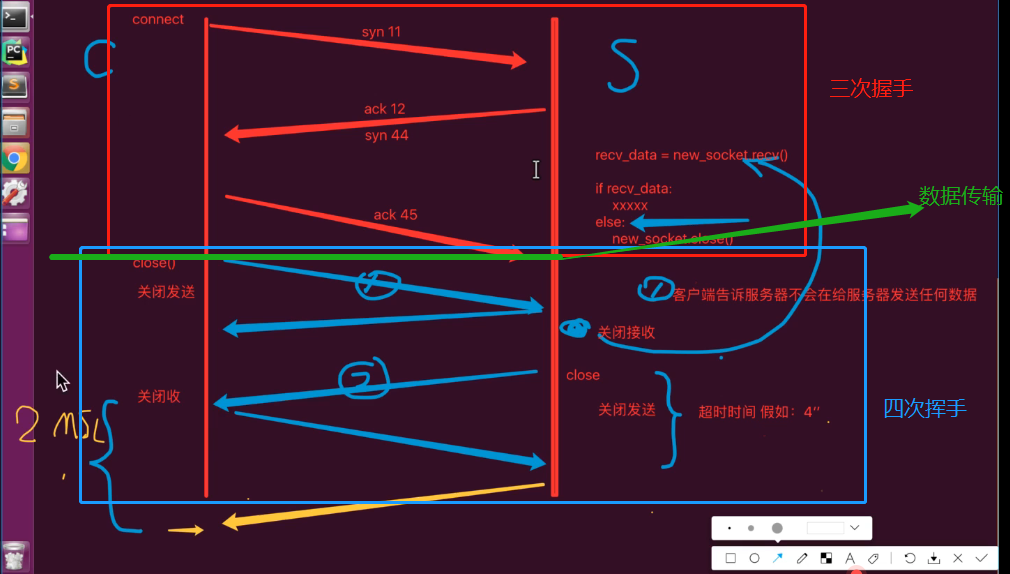 connect
C
syn 11
S
三次握手
ack 12
syn 44
recv_data = new_socket.recv()
if recv_data:
xxxxx
else:
new_socket.close()
ack 45
数据传输
close()
关闭发送
1
1
客户端告诉服务器不会在给服务器发送任何数据
关闭接收
2
close
关闭收
关闭发送
超时时间 假如：4''
四次挥手
2 MSL
PC
S
A